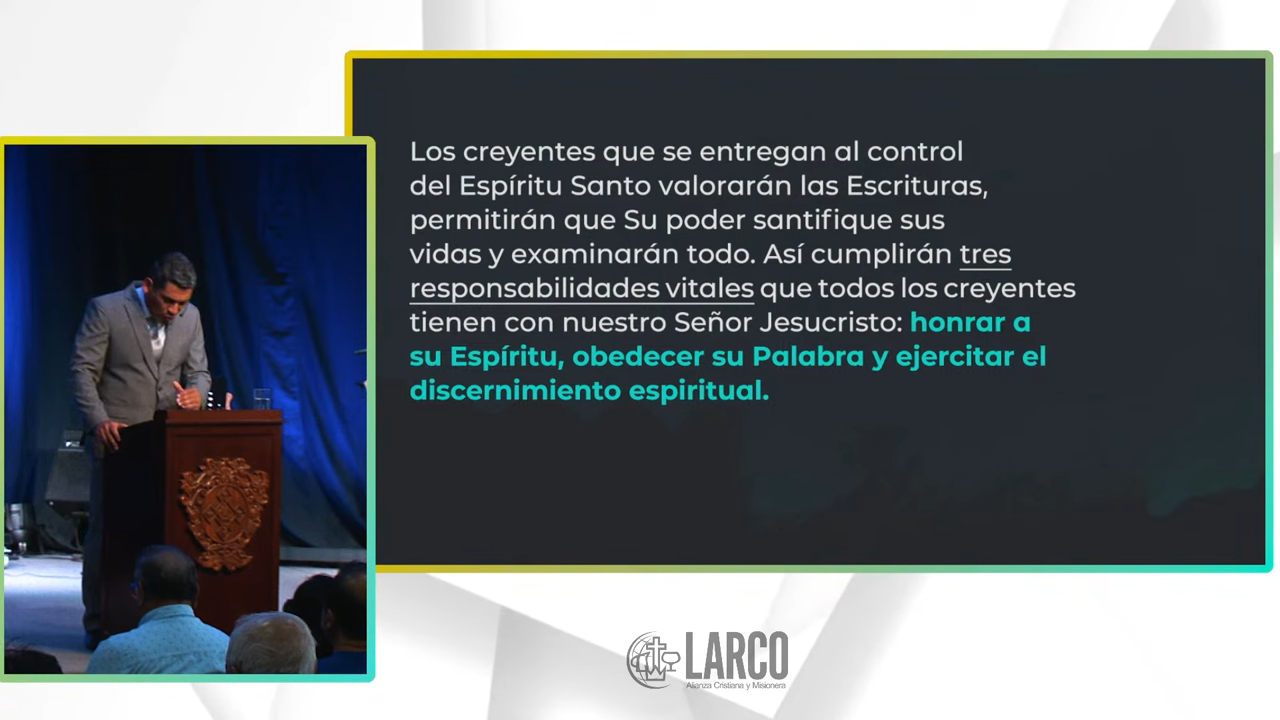 Los creyentes que se entregan al control
del Espíritu Santo valorarán las Escrituras,
permitirán que Su poder santifique sus
vidas y examinarán todo. Así cumplirán tres
responsabilidades vitales que todos los creyentes
tienen con nuestro Señor Jesucristo: honrar a
su Espíritu, obedecer su Palabra y ejercitar el
discernimiento espiritual.
LARCO
Alianza Cristiana y Misionera